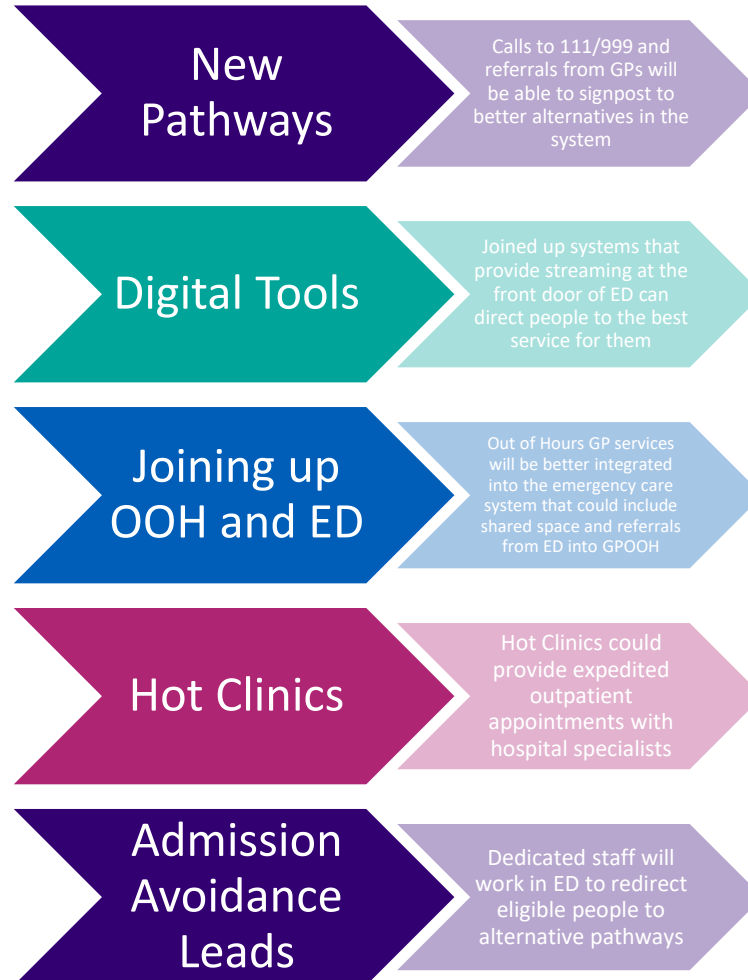 New
Pathways
Calls to 111/999 and
referrals from GPs will
be able to signpost to
better alternatives in the
system
Digital Tools
Joined up systems that
provide streaming at the
front door of ED can
direct people to the best
service for them
Joining up
OOH and ED
Out of Hours GP services
will be better integrated
into the emergency care
system that could include
shared space and referrals
from ED into GPOOH
Hot Clinics
Hot Clinics could
provide expedited
outpatient
appointments with
hospital specialists
Admission
Avoidance
Leads
Dedicated staff will
work in ED to redirect
eligible people to
alternative pathways